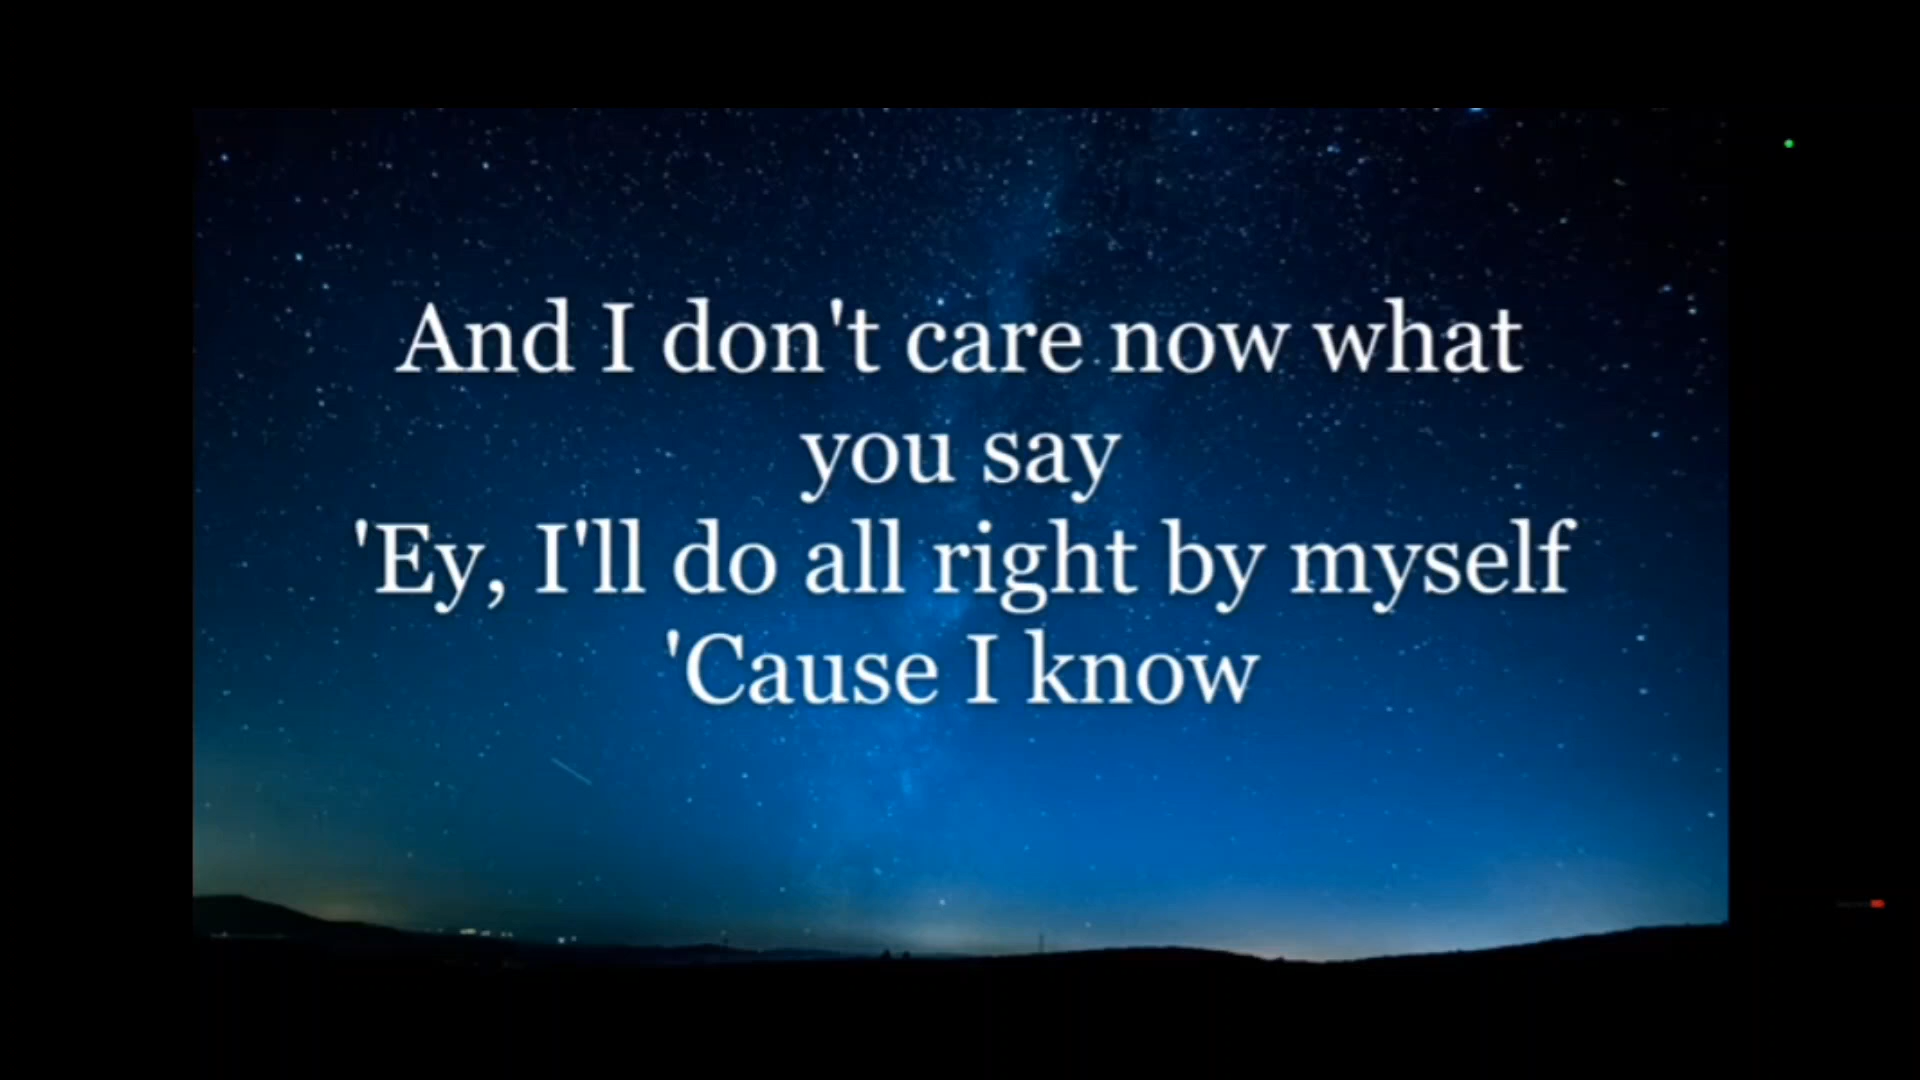 And I don't care now what
you say
'Ey, I'll do all right by myself
'Cause I know